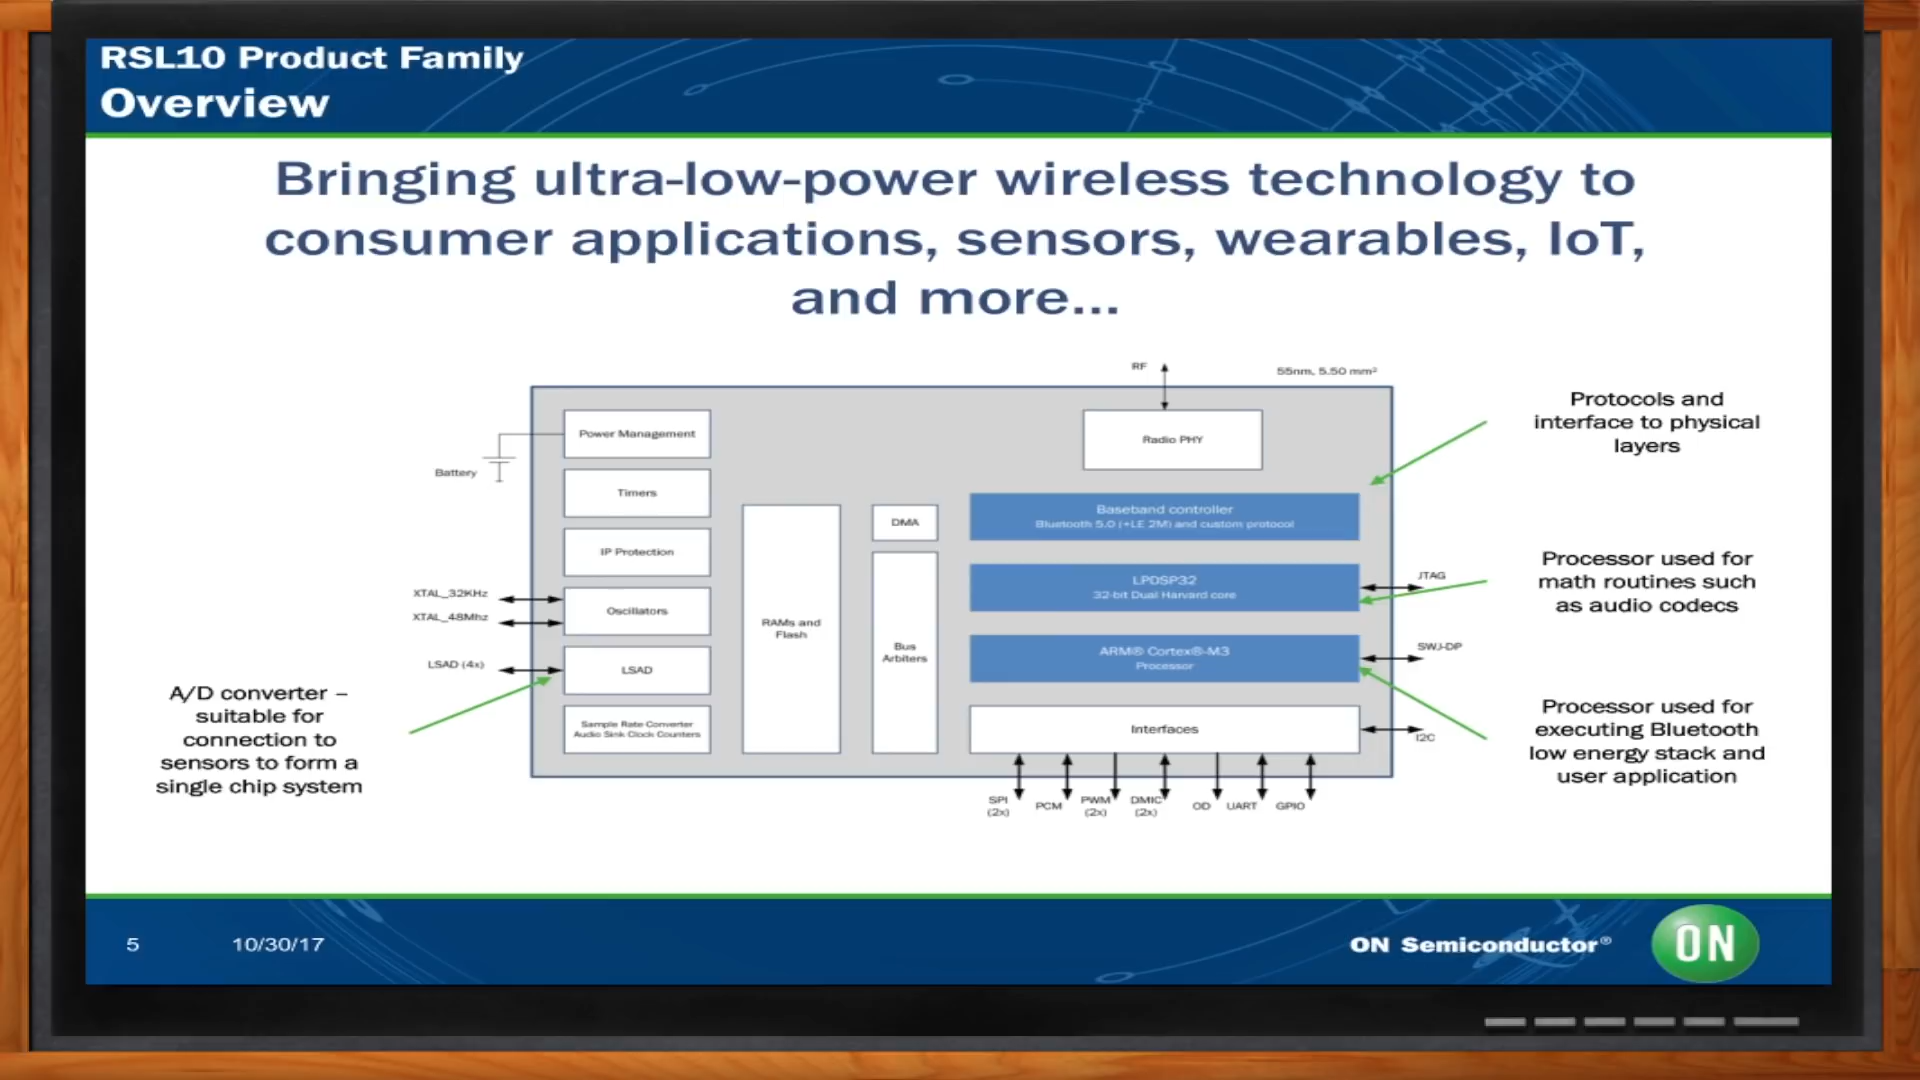 RSL10 Product Family
Overview
Bringing ultra-low-power wireless technology to
consumer applications, sensors, wearables, IoT,
and more...
RF
55nm, 5.50 mm²
Power Management
Radio PHY
Battery
Timers
DMA
Baseband controller
Bluetooth 5.0 (+LE 2M) and custom protocol
IP Protection
XTAL_32KHz
XTAL_48Mhz
Oscillators
RAMs and
Flash
Bus
Arbiters
LPDSP32
32-bit Dual Harvard core
JTAG
LSAD (4x)
LSAD
ARM® Cortex®-M3
Processor
SWJ-DP
Sample Rate Converter
Audio Sink Clock Counters
Interfaces
I2C
SPI
(2x)
PCM
PWM
(2x)
DMIC
(2x)
OD
UART
GPIO
Protocols and
interface to physical
layers
Processor used for
math routines such
as audio codecs
Processor used for
executing Bluetooth
low energy stack and
user application
A/D converter –
suitable for
connection to
sensors to form a
single chip system
5
10/30/17
ON Semiconductor®
ON